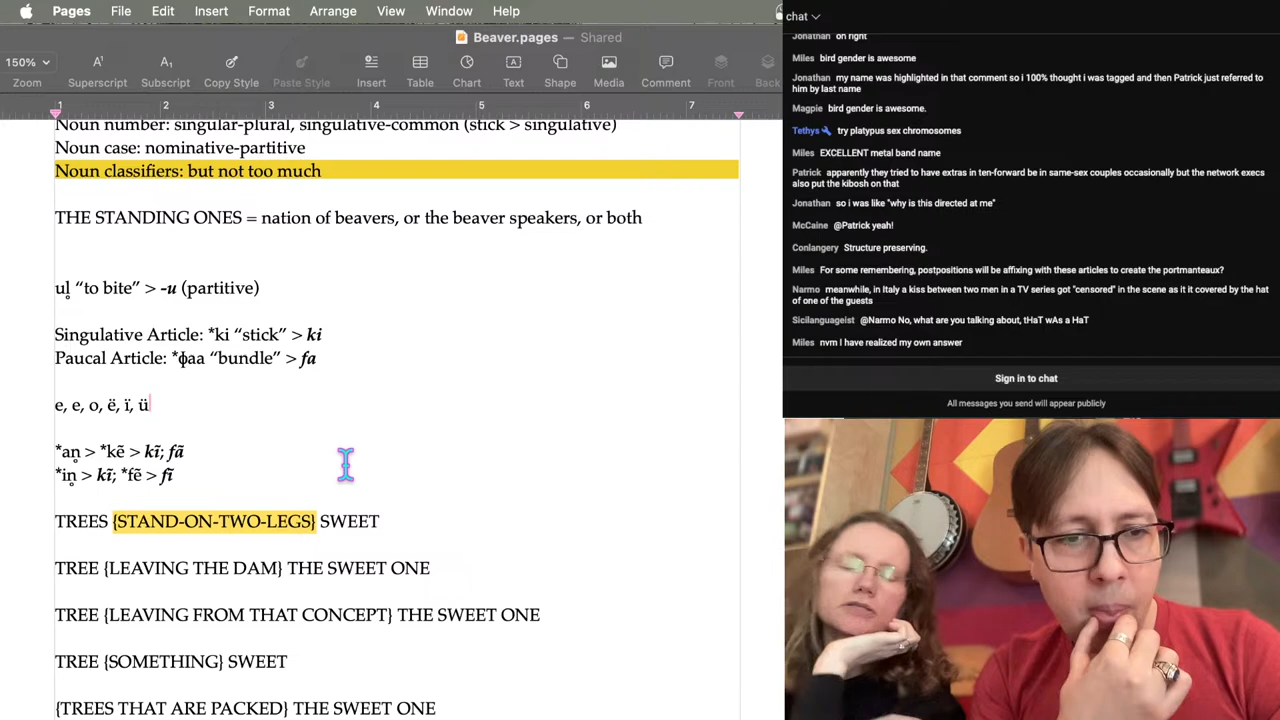 Pages File Edit Insert Format Arrange View Window Help
Beaver.pages — Shared
150%
Zoom Superscript Subscript Copy Style Paste Style Insert Table Chart Text Shape Media Comment Front Back
1 2 3 4 5 6 7
Noun number: singular-plural, singulative-common (stick > singulative)
Noun case: nominative-partitive
Noun classifiers: but not too much
THE STANDING ONES = nation of beavers, or the beaver speakers, or both
ul̥ “to bite” > -u (partitive)
Singulative Article: *ki “stick” > ki
Paucal Article: *ɸaa “bundle” > fa
e, e, o, ë, ï, ü
*an̥ > *kẽ > kĩ; fã
*in̥ > kĩ; *fẽ > fĩ
TREES {STAND-ON-TWO-LEGS} SWEET
TREE {LEAVING THE DAM} THE SWEET ONE
TREE {LEAVING FROM THAT CONCEPT} THE SWEET ONE
TREE {SOMETHING} SWEET
{TREES THAT ARE PACKED} THE SWEET ONE
chat
Jonathan on right
Miles bird gender is awesome
Jonathan my name was highlighted in that comment so i 100% thought i was tagged and then Patrick just referred to
him by last name
Magpie bird gender is awesome.
Tethys try platypus sex chromosomes
Miles EXCELLENT metal band name
Patrick apparently they tried to have extras in ten-forward be in same-sex couples occasionally but the network execs
also put the kibosh on that
Jonathan so i was like "why is this directed at me"
McCaine @Patrick yeah!
Conlangery Structure preserving.
Miles For some remembering, postpositions will be affixing with these articles to create the portmanteaux?
Narmo meanwhile, in Italy a kiss between two men in a TV series got "censored" in the scene as it it covered by the hat
of one of the guests
Sicilanguageist @Narmo No, what are you talking about, tHaT wAs a HaT
Miles nvm I have realized my own answer
Sign in to chat
All messages you send will appear publicly